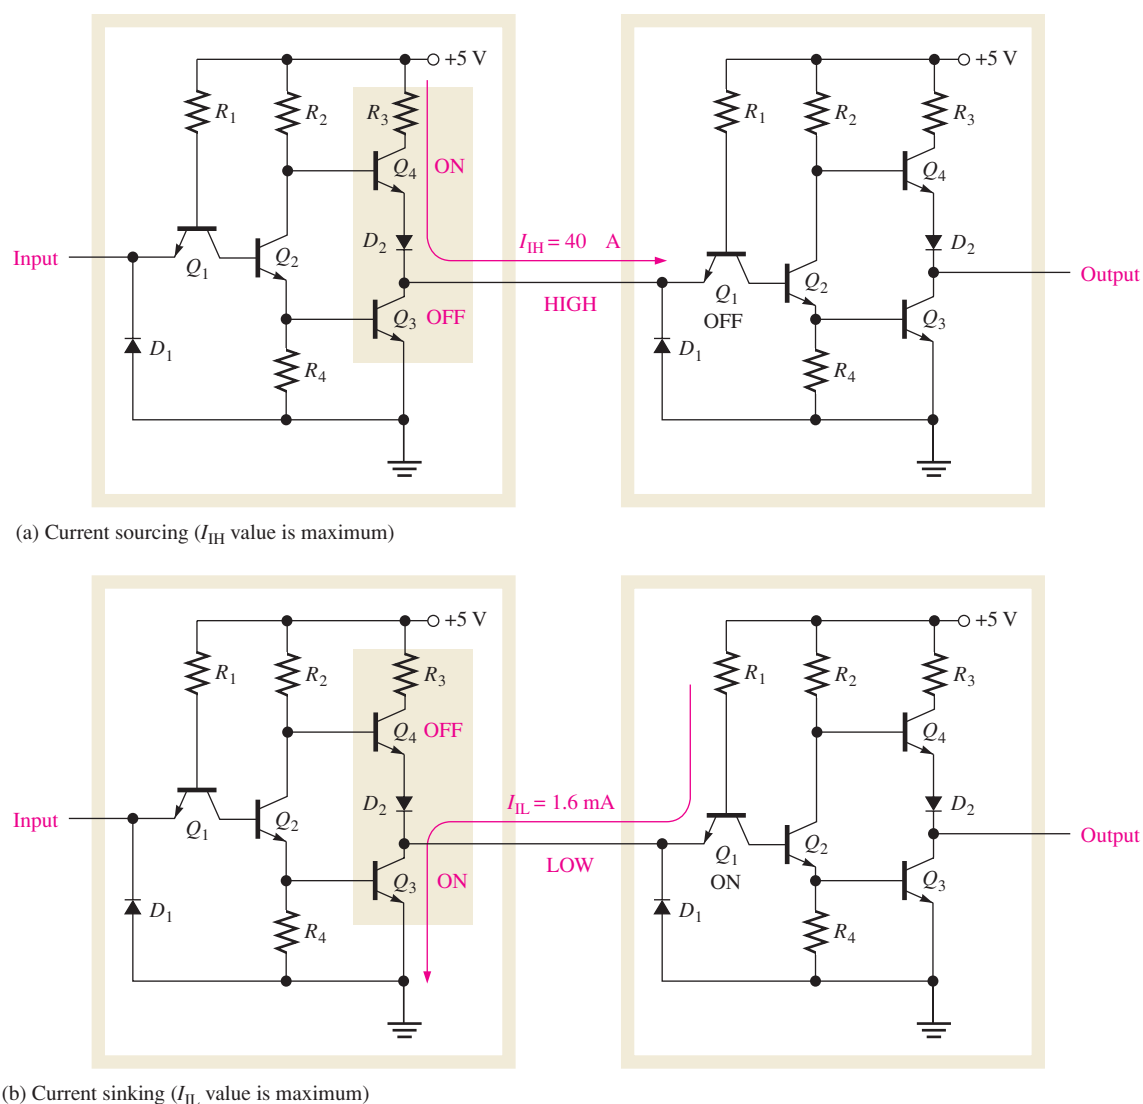 +5 V
+5 V
R1
R2
R3
R1
R2
R3
Q4
ON
Q4
Input
Q1
Q2
D2
IIH = 40 A
Q1
OFF
Q2
D2
Output
HIGH
Q3
OFF
Q3
D1
R4
D1
R4
(a) Current sourcing (IIH value is maximum)
+5 V
+5 V
R1
R2
R3
R1
R2
R3
Q4
OFF
Q4
Input
Q1
Q2
D2
IIL = 1.6 mA
Q1
ON
Q2
D2
Output
LOW
Q3
ON
Q3
D1
R4
D1
R4
(b) Current sinking (IIL value is maximum)